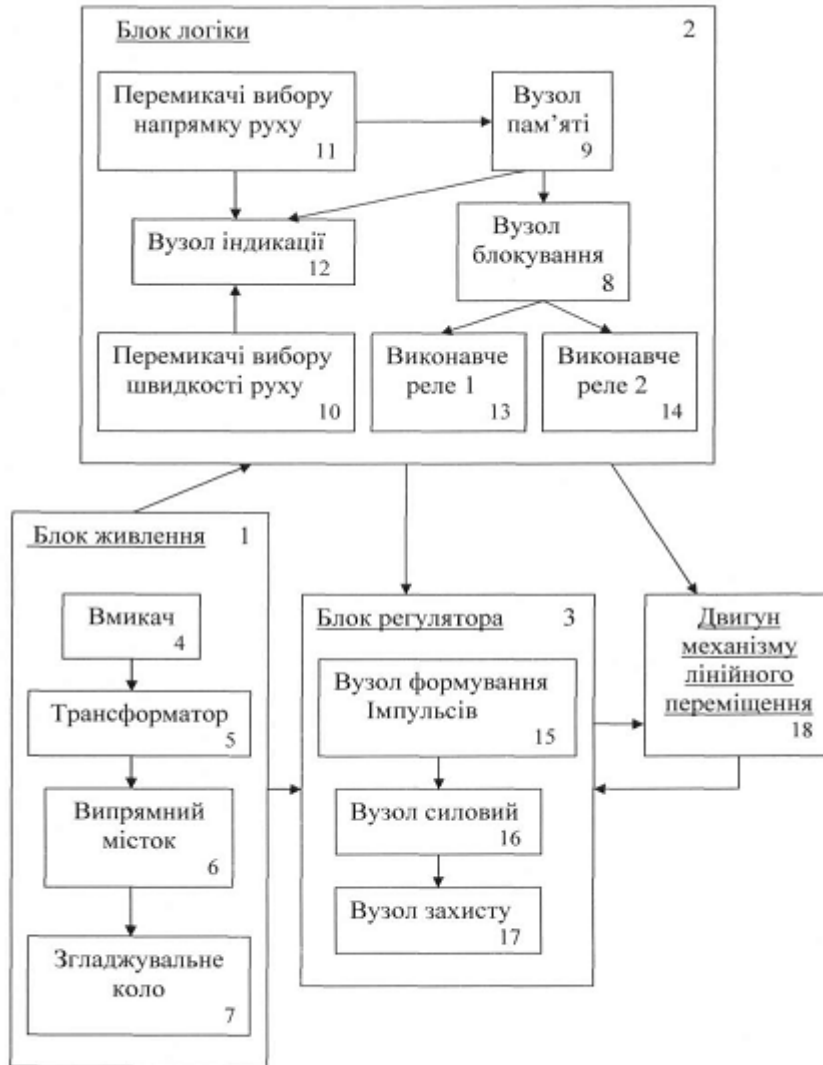 Блок логіки 2
Перемикачі вибору
напрямку руху
11
Вузол
пам’яті
9
Вузол індикації
12
Вузол
блокування
8
Перемикачі вибору
швидкості руху
10
Виконавче
реле 1
13
Виконавче
реле 2
14
Блок живлення 1
Вмикач
4
Трансформатор
5
Випрямний
місток
6
Згладжувальне
коло
7
Блок регулятора 3
Вузол формування
Імпульсів
15
Вузол силовий
16
Вузол захисту
17
Двигун
механізму
лінійного
переміщення
18